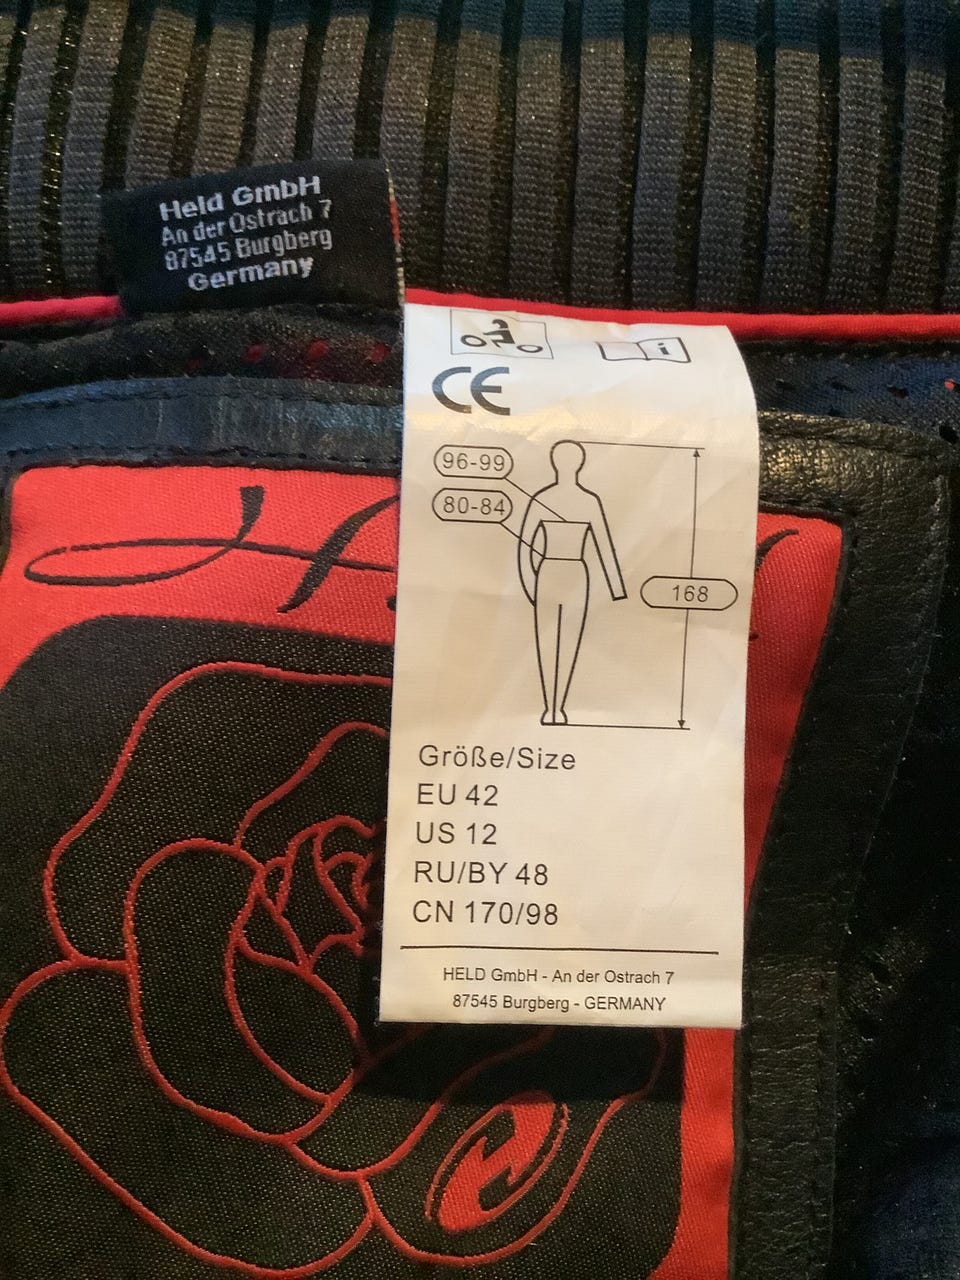 Held GmbH
An der Ostrach 7
87545 Burgberg
Germany
i
CE
96-99
80-84
168
Größe/Size
EU 42
US 12
RU/BY 48
CN 170/98
HELD GmbH - An der Ostrach 7
87545 Burgberg - GERMANY